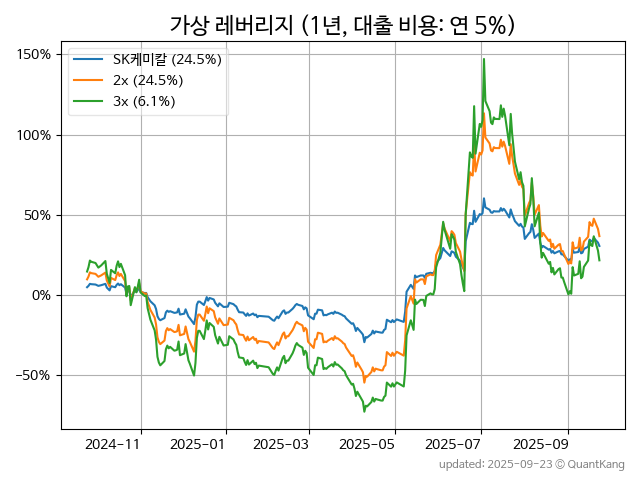 가상 레버리지 (1년, 대출 비용: 연 5%)
150%
100%
50%
0%
−50%
SK케미칼 (24.5%)
2x (24.5%)
3x (6.1%)
2024-11 2025-01 2025-03 2025-05 2025-07 2025-09
updated: 2025-09-23 © QuantKang